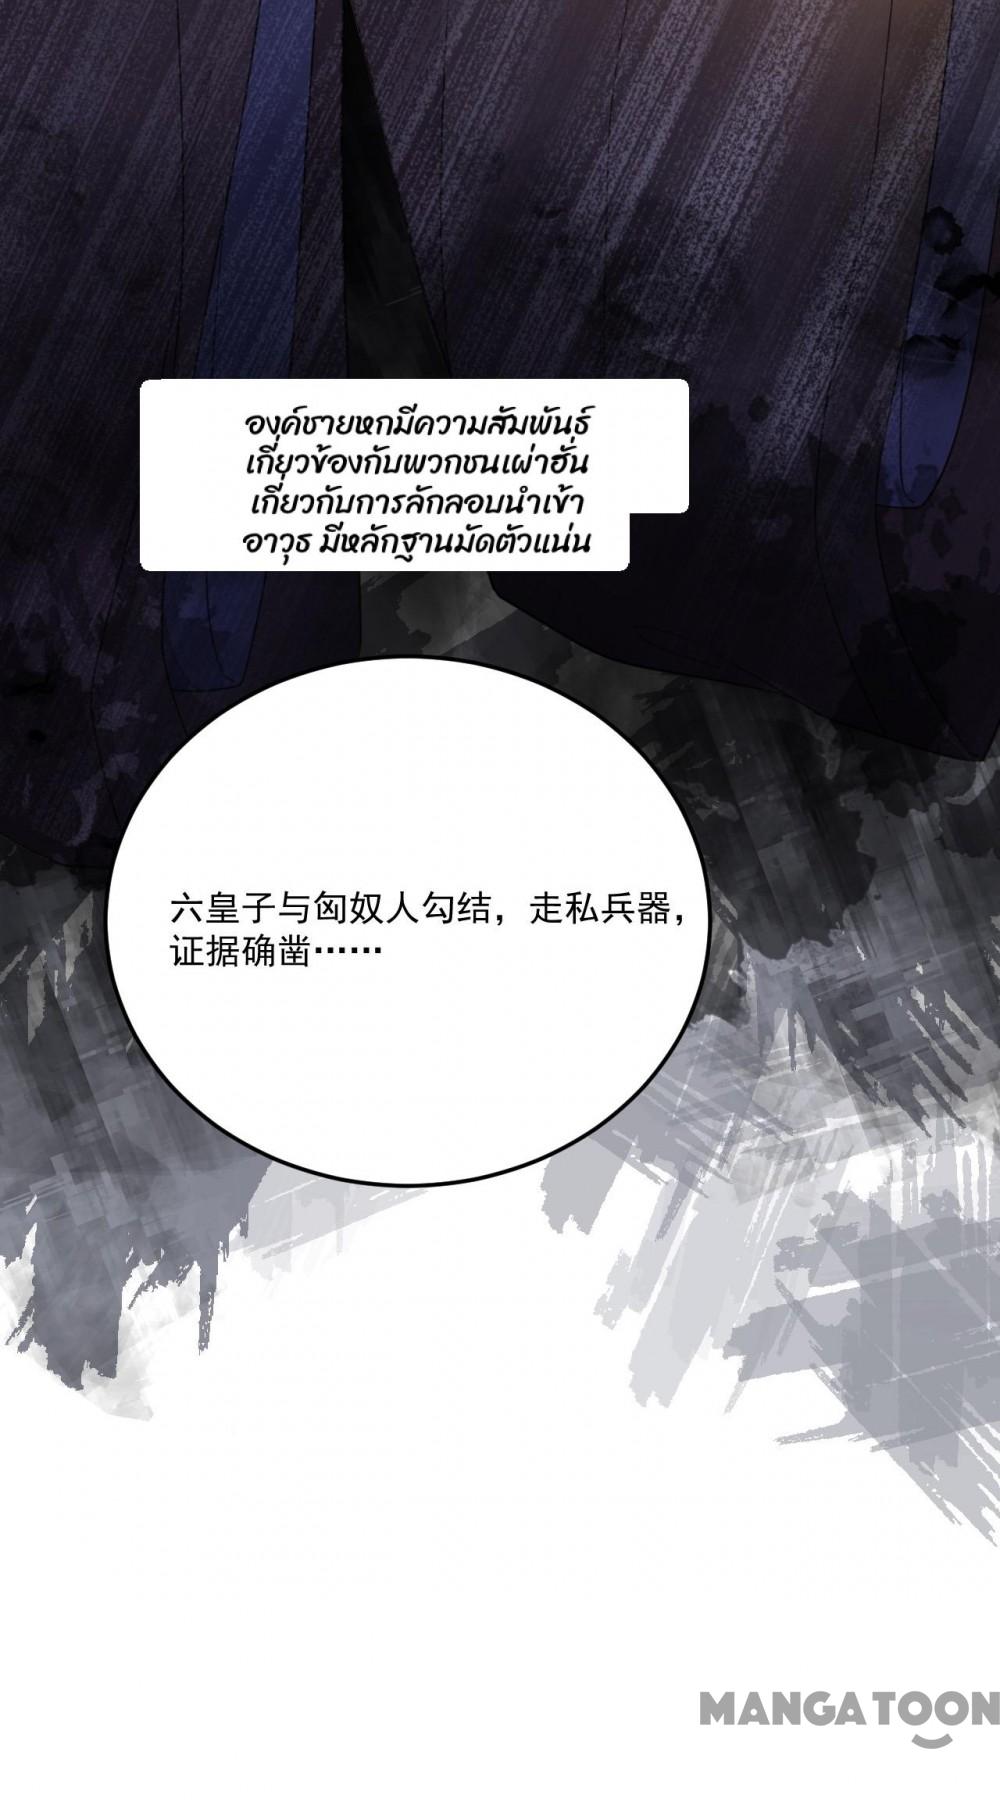 องค์ชายหกมีความสัมพันธ์
เกี่ยวข้องกับพวกชนเผ่าฮั่น
เกี่ยวกับการลักลอบนำเข้า
อาวุธ มีหลักฐานมัดตัวแน่น
六皇子与匈奴人勾结，走私兵器，
证据确凿……
MANGATOON